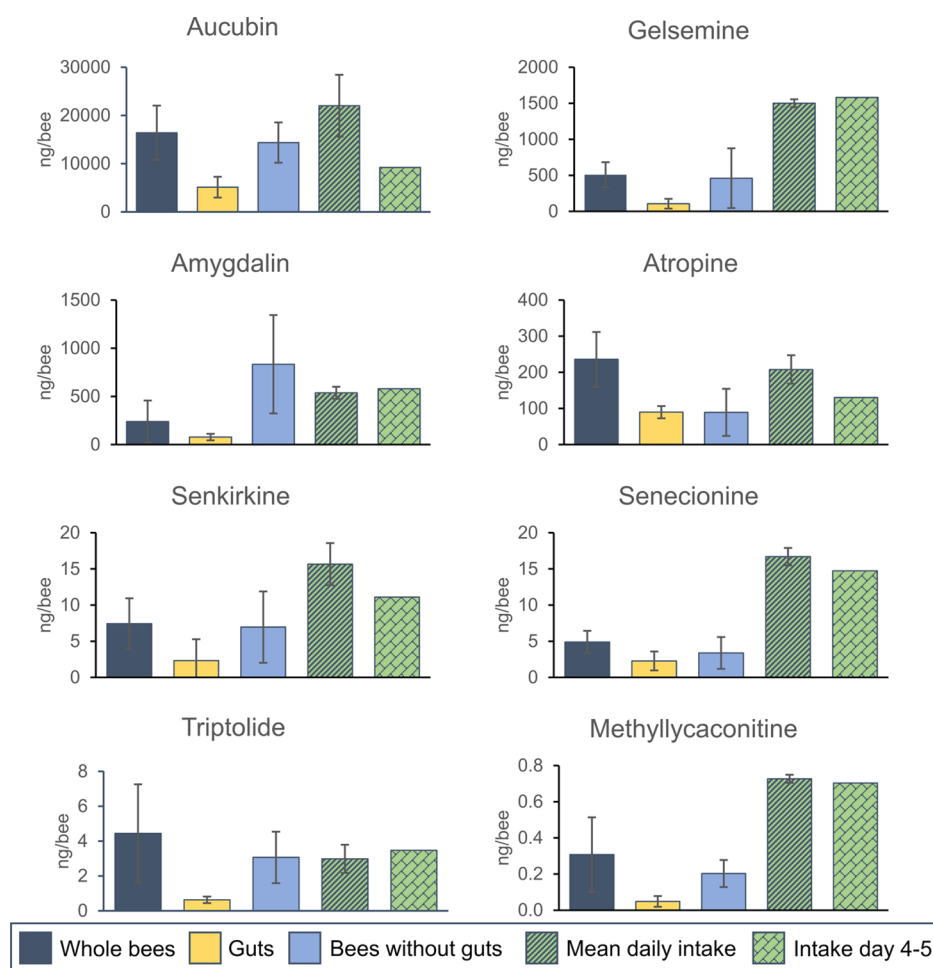 Aucubin
30000
20000
10000
0
ng/bee
Gelsemine
2000
1500
1000
500
0
ng/bee
Amygdalin
1500
1000
500
0
ng/bee
Atropine
400
300
200
100
0
ng/bee
Senkirkine
20
15
10
5
0
ng/bee
Senecionine
20
15
10
5
0
ng/bee
Triptolide
8
6
4
2
0
ng/bee
Methyllycaconitine
0.8
0.6
0.4
0.2
0.0
ng/bee
Whole bees Guts Bees without guts Mean daily intake Intake day 4-5